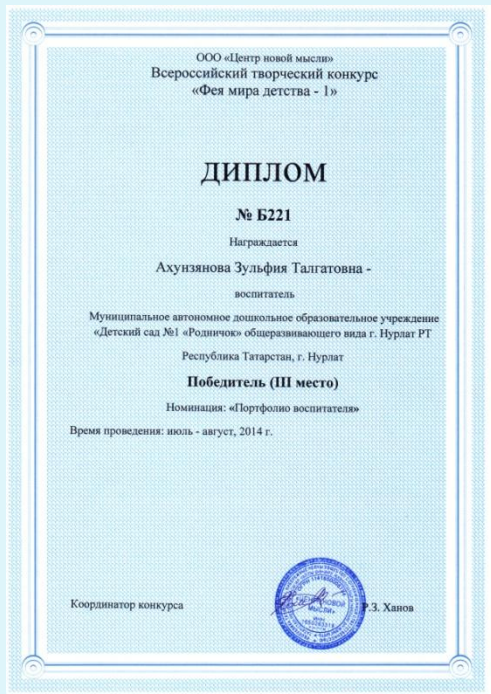 ООО «Центр новой мысли»
Всероссийский творческий конкурс
«Фея мира детства - 1»
ДИПЛОМ
№ Б221
Награждается
Ахунзянова Зульфия Талгатовна -
воспитатель
Муниципальное автономное дошкольное образовательное учреждение
«Детский сад №1 «Родничок» общеразвивающего вида г. Нурлат РТ
Республика Татарстан, г. Нурлат
Победитель (III место)
Номинация: «Портфолио воспитателя»
Время проведения: июль - август, 2014 г.
Координатор конкурса
Р.З. Ханов
НОВОЙ
МЫСЛИ»